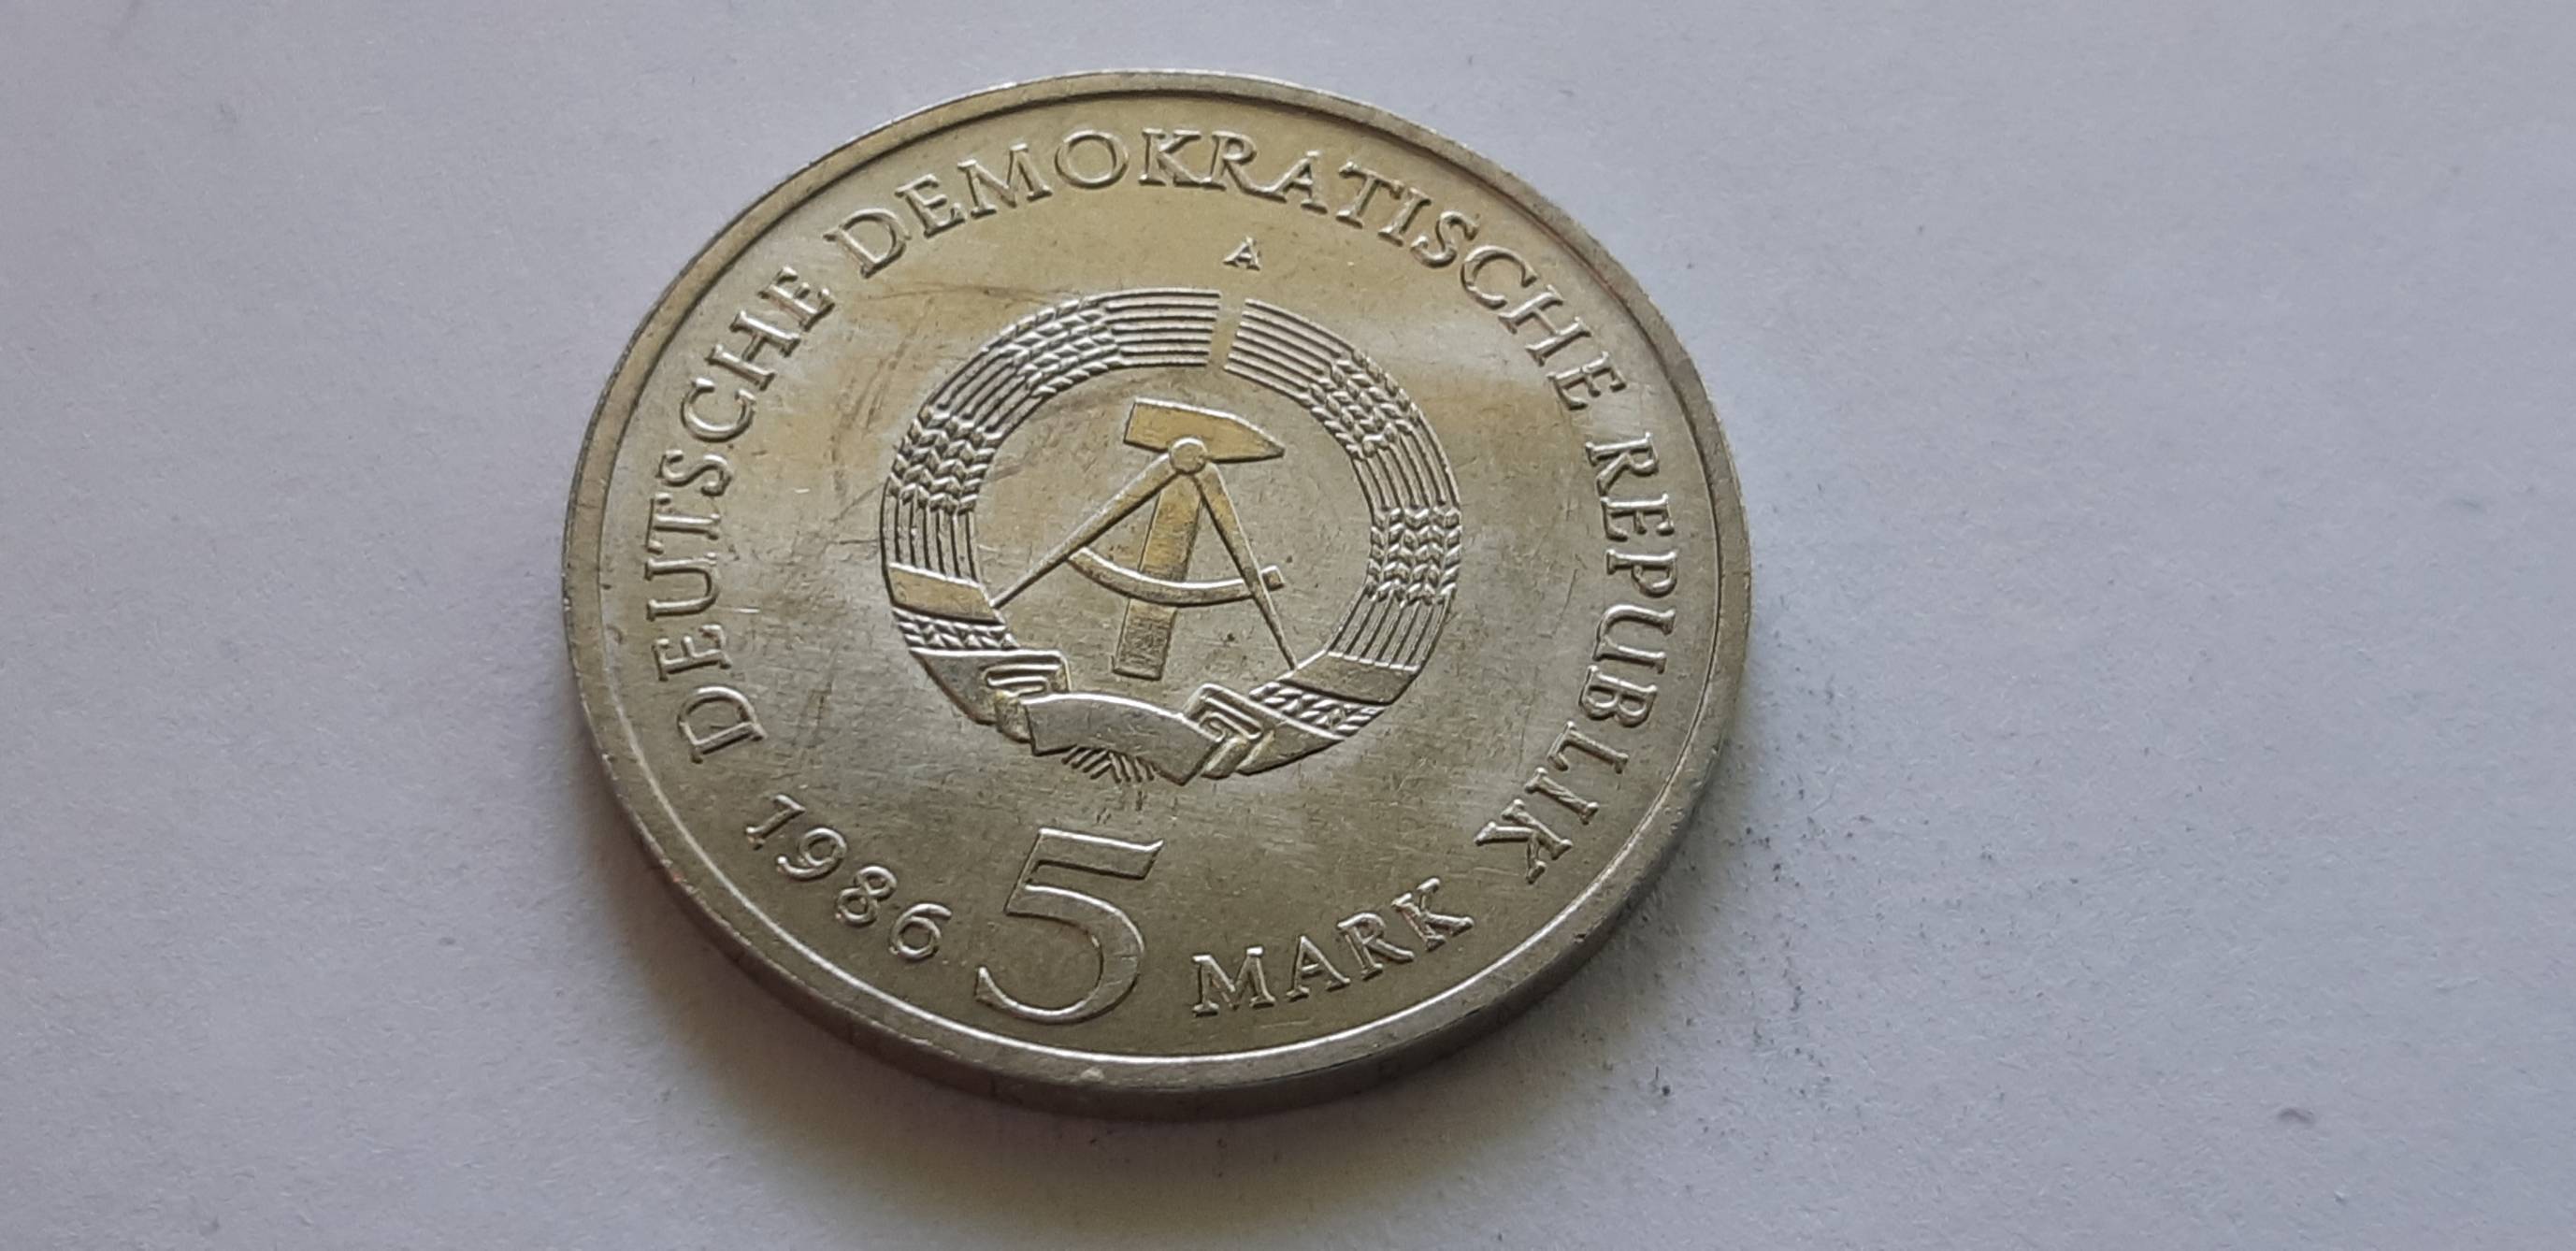 DEUTSCHE DEMOKRATISCHE REPUBLIK
A
1986 5 MARK